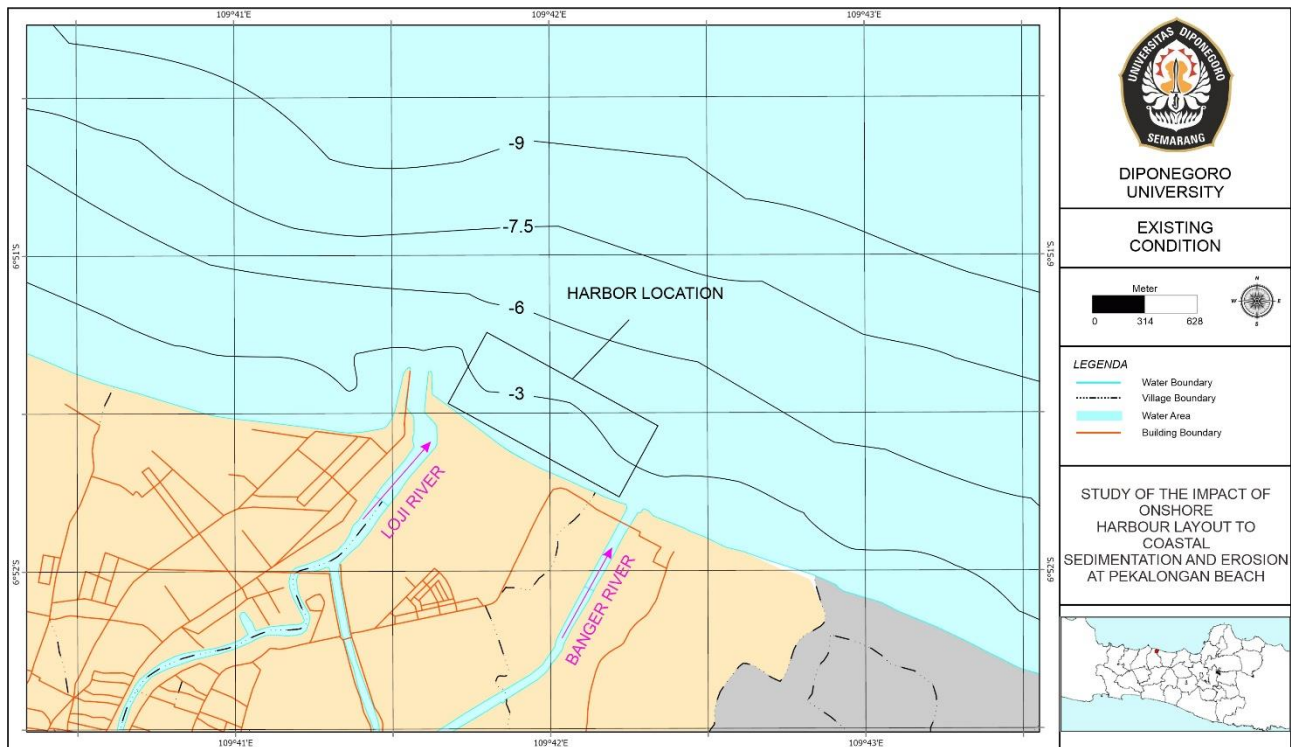 109°41'E
109°42'E
109°43'E
-9
-7.5
6°51'S
6°51'S
HARBOR LOCATION
-6
-3
LOJI RIVER
BANGER RIVER
6°52'S
6°52'S
109°41'E
109°42'E
109°43'E
UNIVERSITAS DIPONEGORO
SEMARANG
DIPONEGORO
UNIVERSITY
EXISTING
CONDITION
Meter
0 314 628
N
W E
S
LEGENDA
Water Boundary
Village Boundary
Water Area
Building Boundary
STUDY OF THE IMPACT OF
ONSHORE
HARBOUR LAYOUT TO
COASTAL
SEDIMENTATION AND EROSION
AT PEKALONGAN BEACH